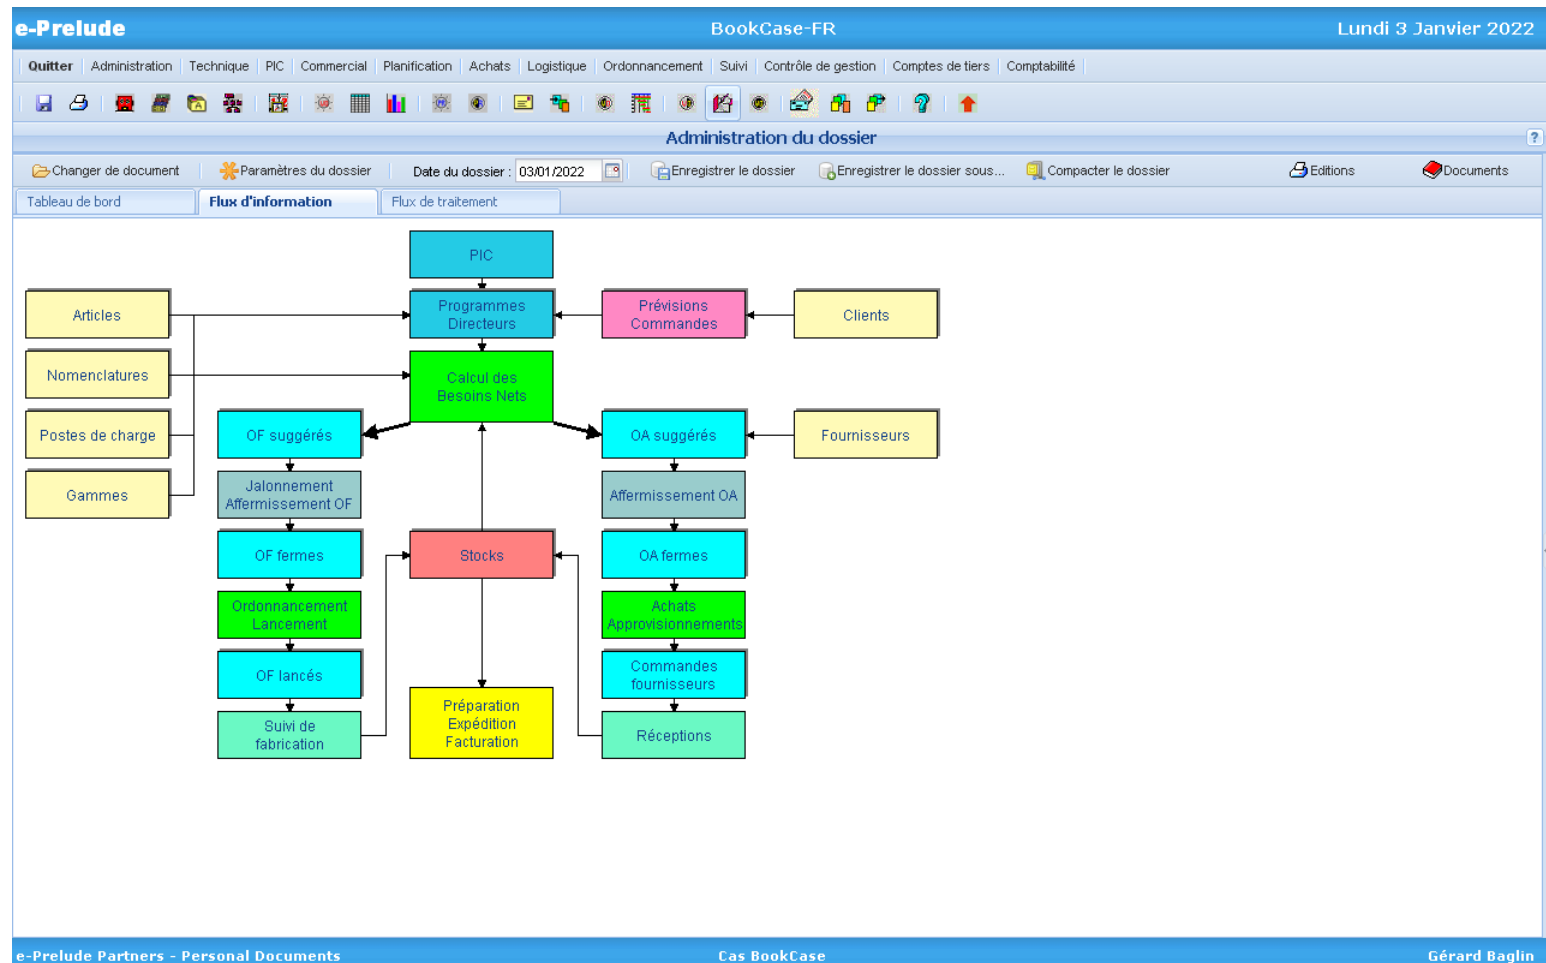 e-Prelude BookCase-FR Lundi 3 Janvier 2022
Quitter Administration Technique PIC Commercial Planification Achats Logistique Ordonnancement Suivi Contrôle de gestion Comptes de tiers Comptabilité
Administration du dossier
?
Changer de document Paramètres du dossier Date du dossier : 03/01/2022 Enregistrer le dossier Enregistrer le dossier sous... Compacter le dossier Editions Documents
Tableau de bord Flux d'information Flux de traitement
PIC
Articles
Programmes
Directeurs
Prévisions
Commandes
Clients
Nomenclatures
Calcul des
Besoins Nets
Postes de charge
OF suggérés
OA suggérés
Fournisseurs
Gammes
Jalonnement
Affermissement OF
Affermissement OA
OF fermes
Stocks
OA fermes
Ordonnancement
Lancement
Achats
Approvisionnements
OF lancés
Commandes
fournisseurs
Suivi de
fabrication
Préparation
Expédition
Facturation
Réceptions
e-Prelude Partners - Personal Documents Cas BookCase Gérard Baglin